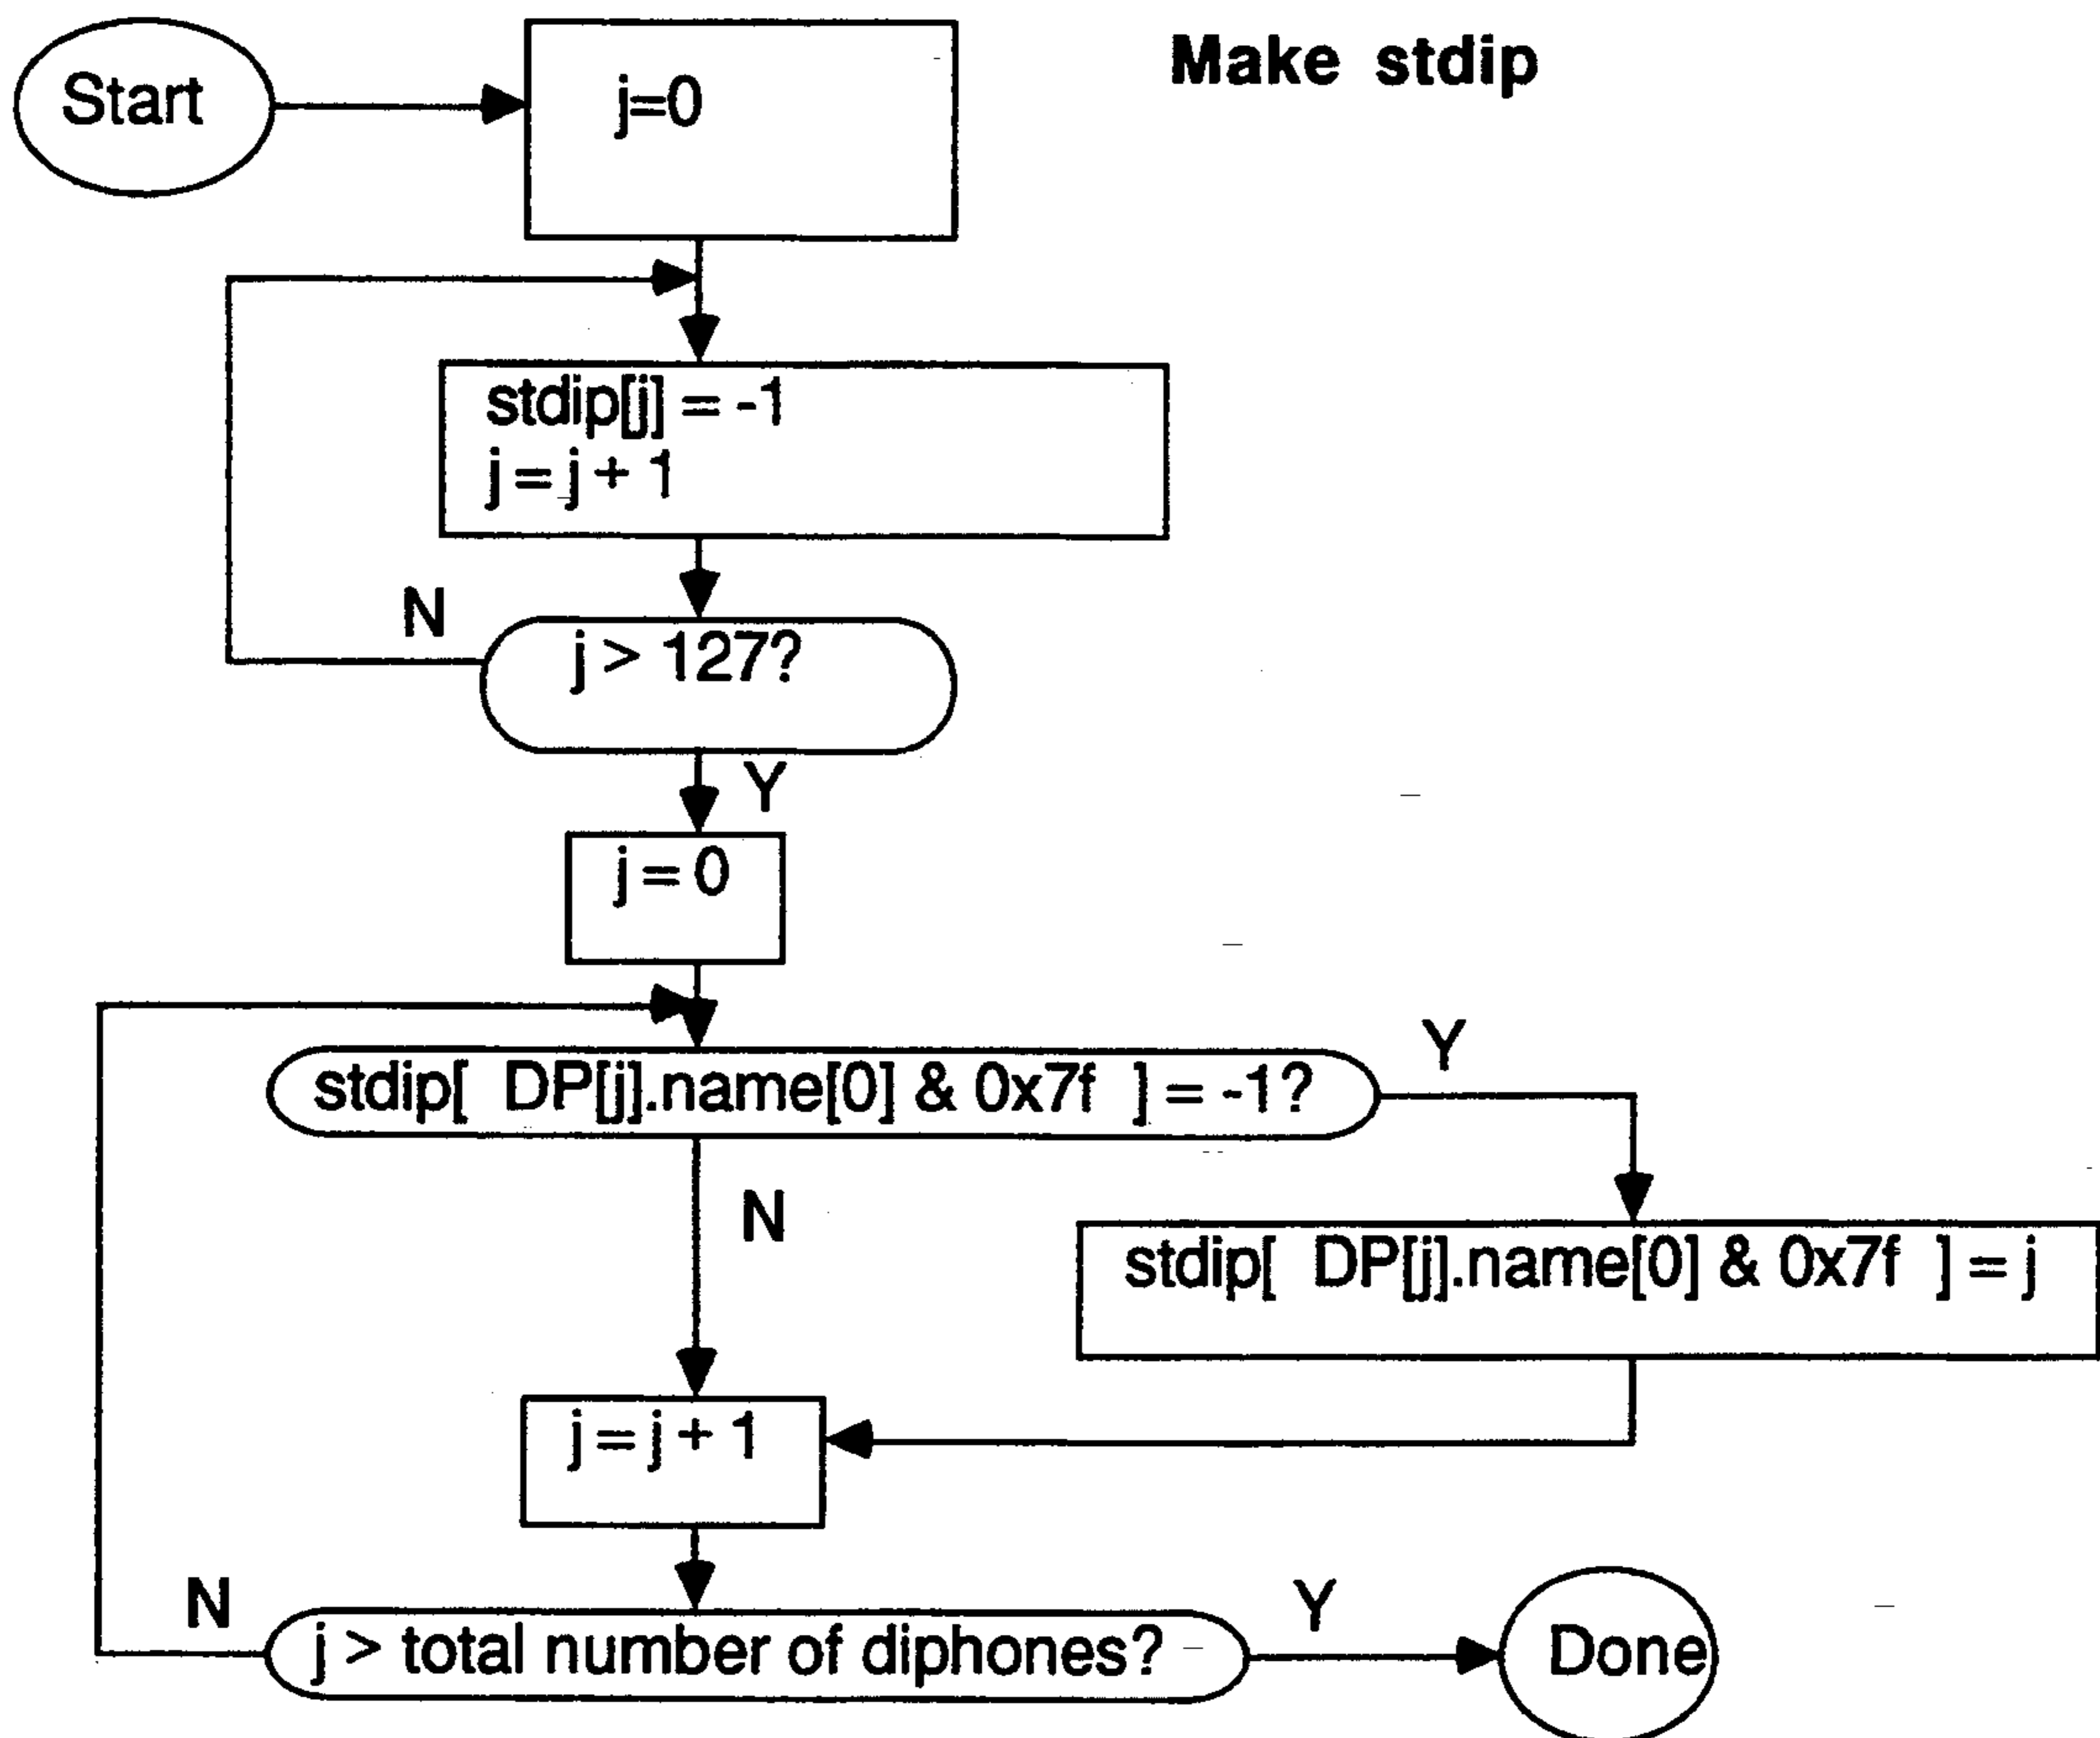 Make stdip
Start
j=0
stdip[j] = -1
j = j + 1
N
j > 127?
Y
j = 0
stdip[ DP[j].name[0] & 0x7f ] = -1?
Y
N
stdip[ DP[j].name[0] & 0x7f ] = j
j = j + 1
N
j > total number of diphones?
Y
Done